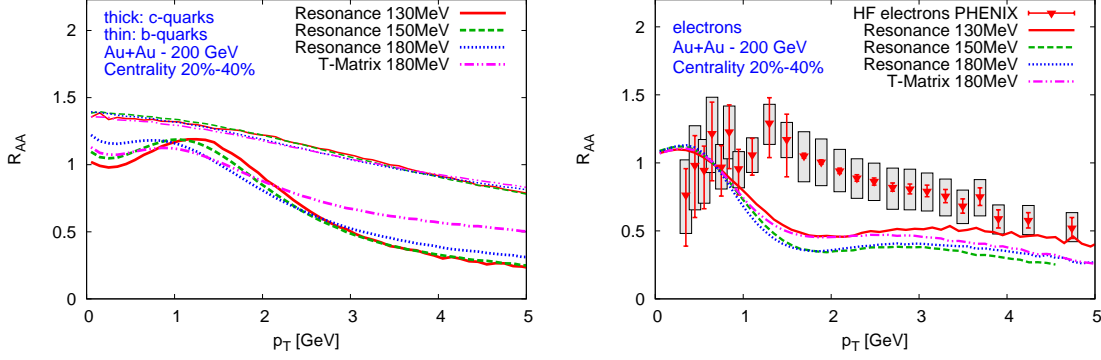 thick: c-quarks
thin: b-quarks
Au+Au - 200 GeV
Centrality 20%-40%
Resonance 130MeV
Resonance 150MeV
Resonance 180MeV
T-Matrix 180MeV
R_AA
2
1.5
1
0.5
0
0 1 2 3 4 5
p_T [GeV]
electrons
Au+Au - 200 GeV
Centrality 20%-40%
HF electrons PHENIX
Resonance 130MeV
Resonance 150MeV
Resonance 180MeV
T-Matrix 180MeV
R_AA
2
1.5
1
0.5
0
0 1 2 3 4 5
p_T [GeV]